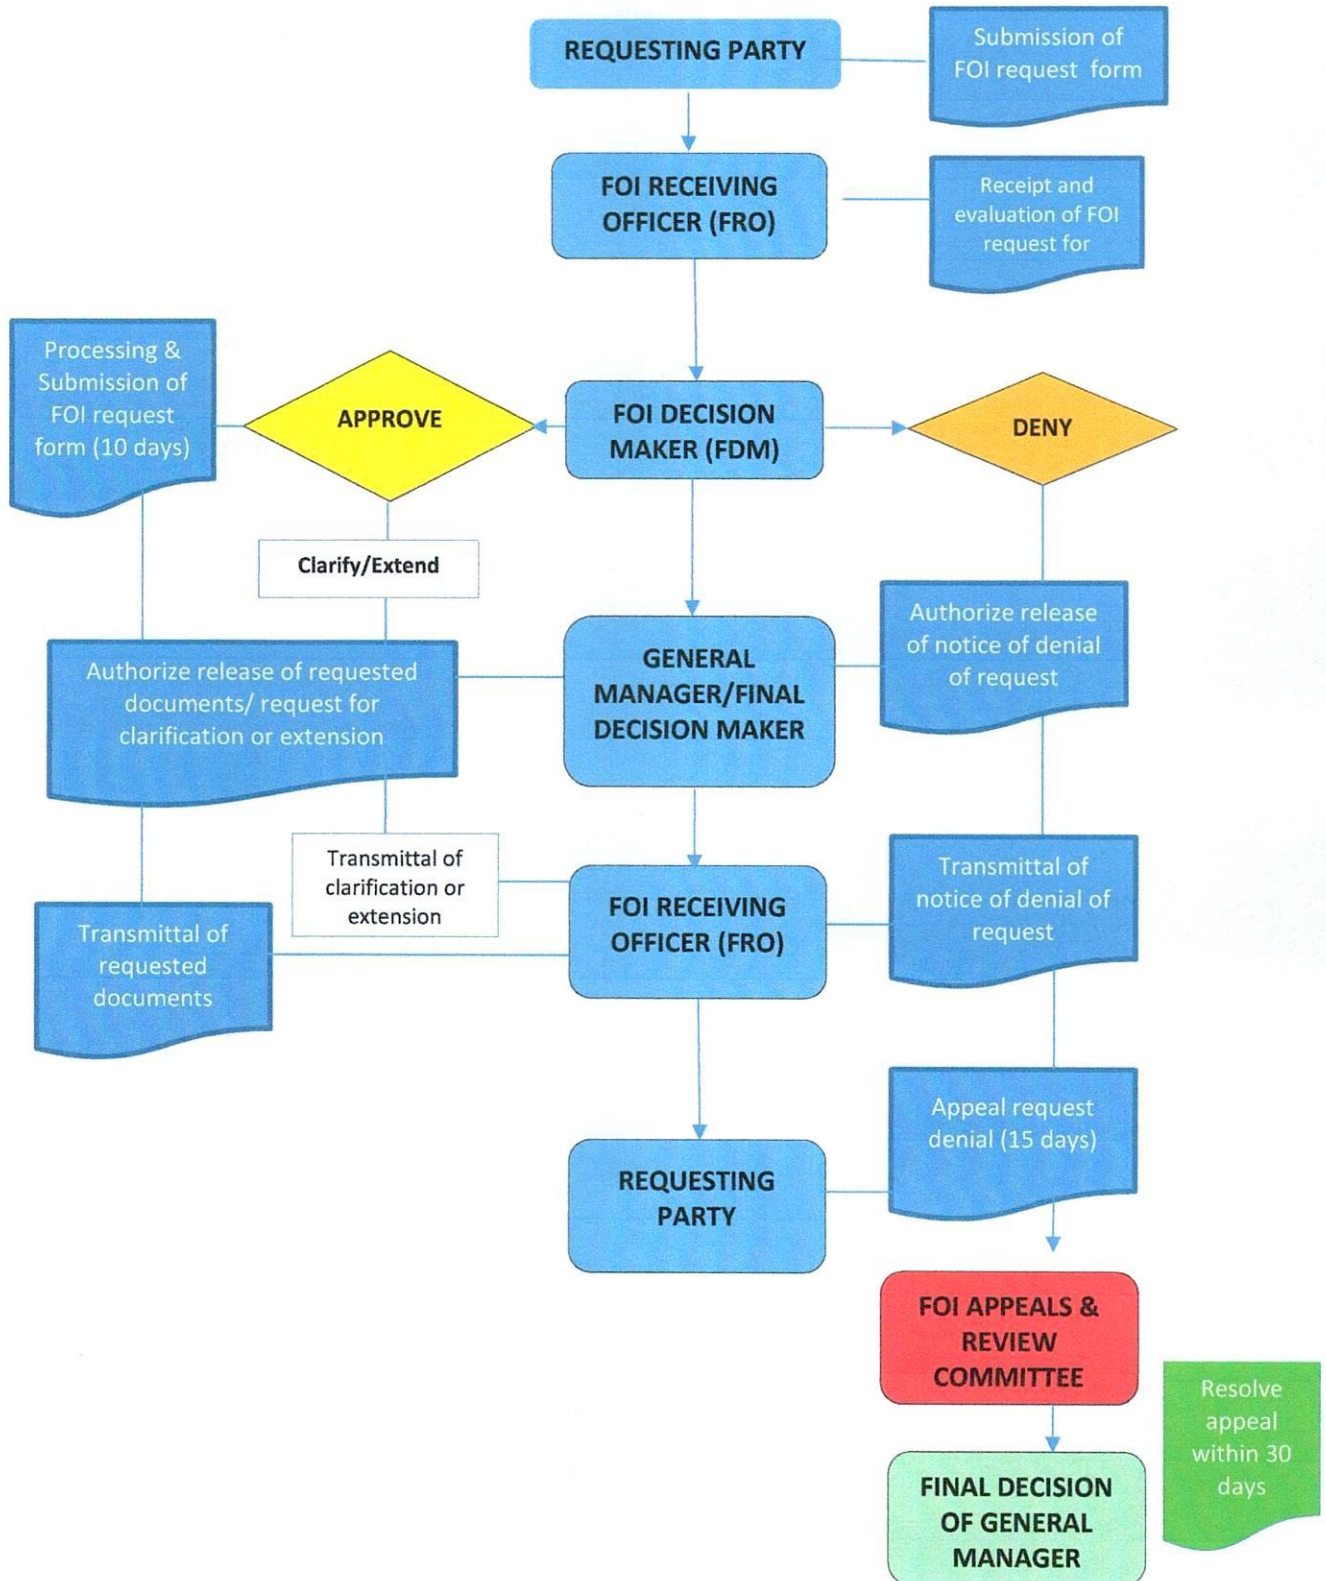 REQUESTING PARTY
Submission of
FOI request form
FOI RECEIVING
OFFICER (FRO)
Receipt and
evaluation of FOI
request for
Processing &
Submission of
FOI request
form (10 days)
APPROVE
FOI DECISION
MAKER (FDM)
DENY
Clarify/Extend
Authorize release of requested
documents/ request for
clarification or extension
GENERAL
MANAGER/FINAL
DECISION MAKER
Authorize release
of notice of denial
of request
Transmittal of
clarification or
extension
Transmittal of
requested
documents
FOI RECEIVING
OFFICER (FRO)
Transmittal of
notice of denial of
request
REQUESTING
PARTY
Appeal request
denial (15 days)
FOI APPEALS &
REVIEW
COMMITTEE
Resolve
appeal
within 30
days
FINAL DECISION
OF GENERAL
MANAGER